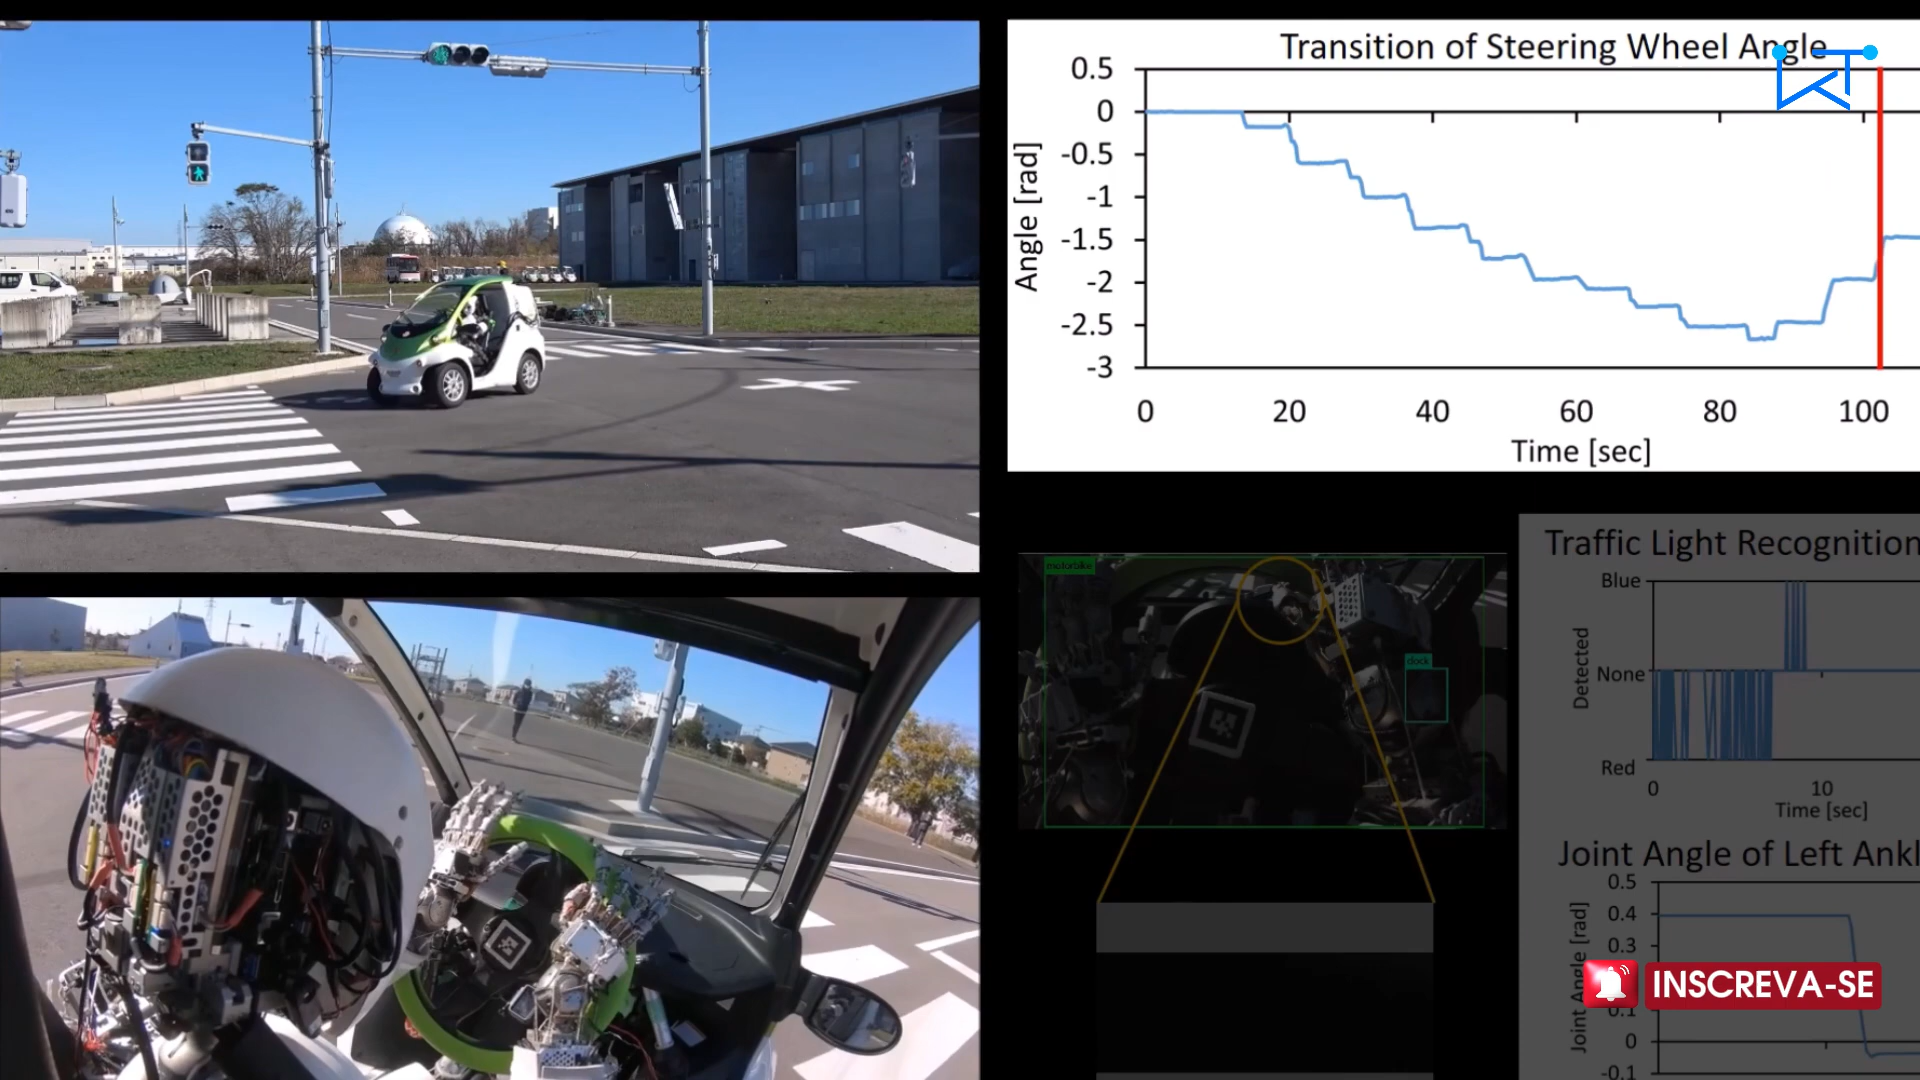 Transition of Steering Wheel Angle
0.5
0
-0.5
-1
-1.5
-2
-2.5
-3
Angle [rad]
0 20 40 60 80 100
Time [sec]
motorbike
clock
Traffic Light Recognition
Blue
None
Red
Detected
0 10
Time [sec]
Joint Angle of Left Ankl
0.5
0.4
0.3
0.1
0
-0.1
Joint Angle [rad]
INSCREVA-SE